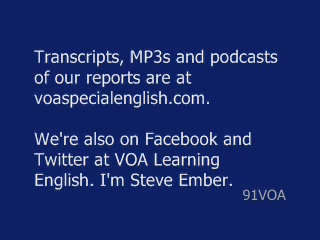 Transcripts, MP3s and podcasts
of our reports are at
voaspecialenglish.com.
We're also on Facebook and
Twitter at VOA Learning
English. I'm Steve Ember.
91VOA